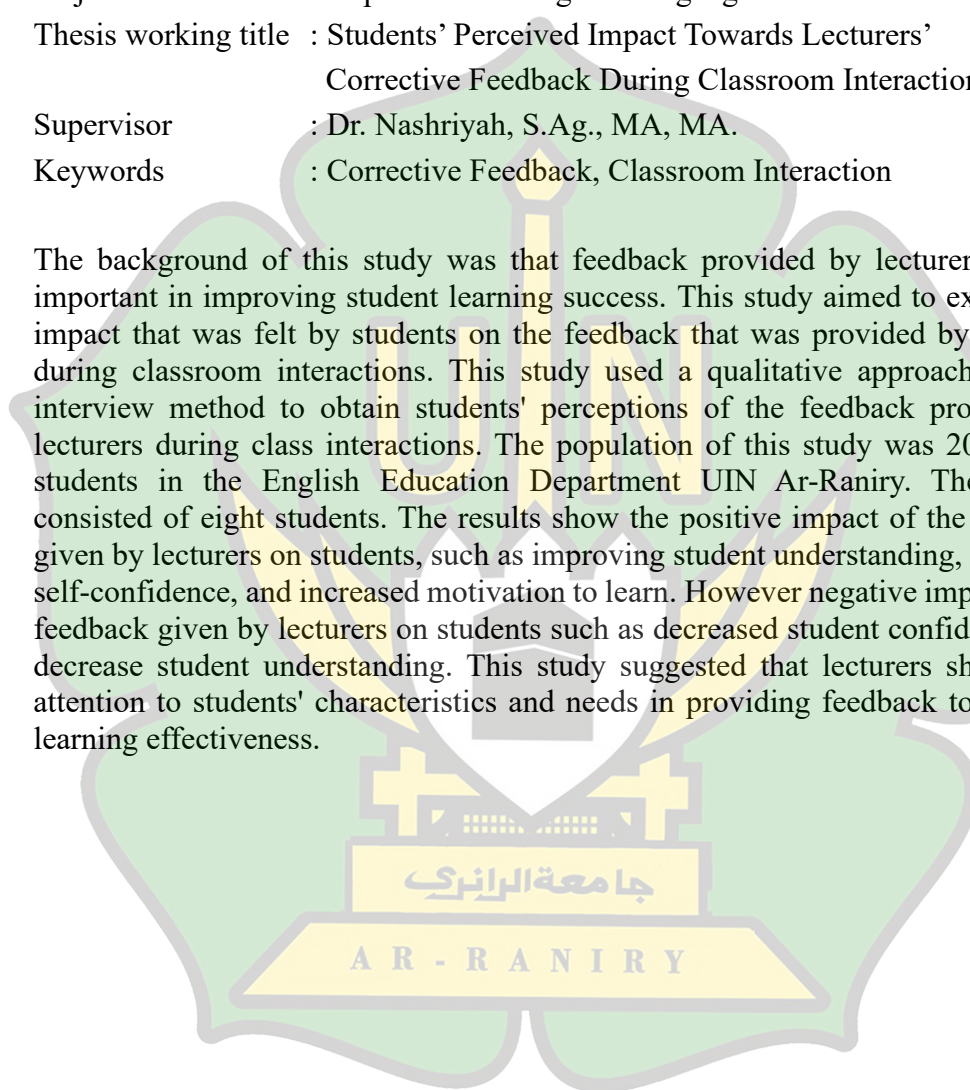 Thesis working title : Students’ Perceived Impact Towards Lecturers’
Corrective Feedback During Classroom Interaction
Supervisor : Dr. Nashriyah, S.Ag., MA, MA.
Keywords : Corrective Feedback, Classroom Interaction
The background of this study was that feedback provided by lecturer
important in improving student learning success. This study aimed to ex
impact that was felt by students on the feedback that was provided by
during classroom interactions. This study used a qualitative approach
interview method to obtain students' perceptions of the feedback pro
lecturers during class interactions. The population of this study was 20
students in the English Education Department UIN Ar-Raniry. The
consisted of eight students. The results show the positive impact of the
given by lecturers on students, such as improving student understanding,
self-confidence, and increased motivation to learn. However negative imp
feedback given by lecturers on students such as decreased student confid
decrease student understanding. This study suggested that lecturers sh
attention to students' characteristics and needs in providing feedback to
learning effectiveness.
UIN
جامعةالرانري
AR-RANIRY